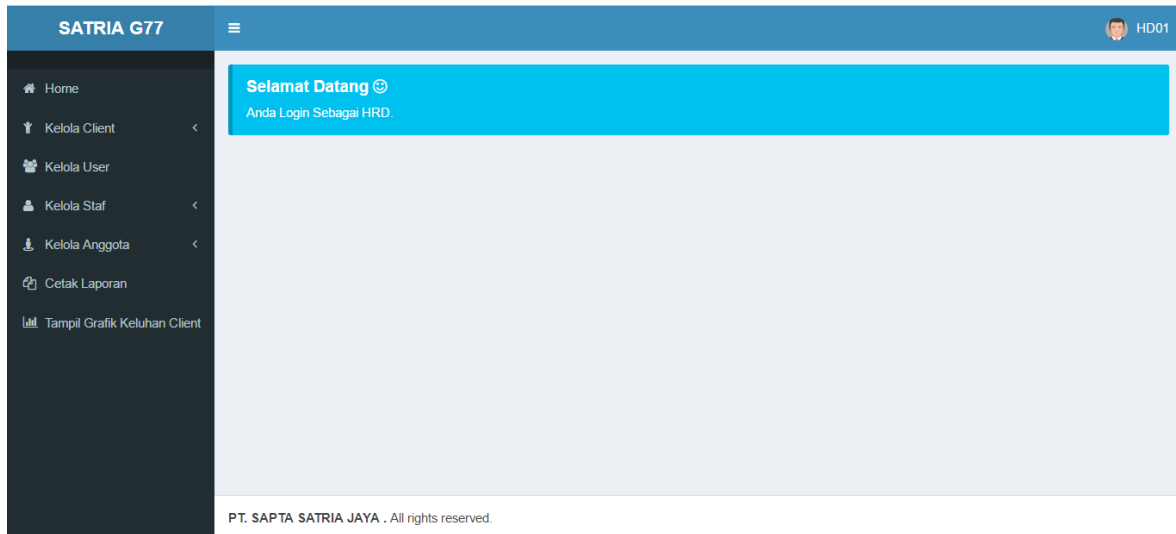 SATRIA G77
HD01
Home
Kelola Client
Kelola User
Kelola Staf
Kelola Anggota
Cetak Laporan
Tampil Grafik Keluhan Client
Selamat Datang
Anda Login Sebagai HRD.
PT. SAPTA SATRIA JAYA . All rights reserved.